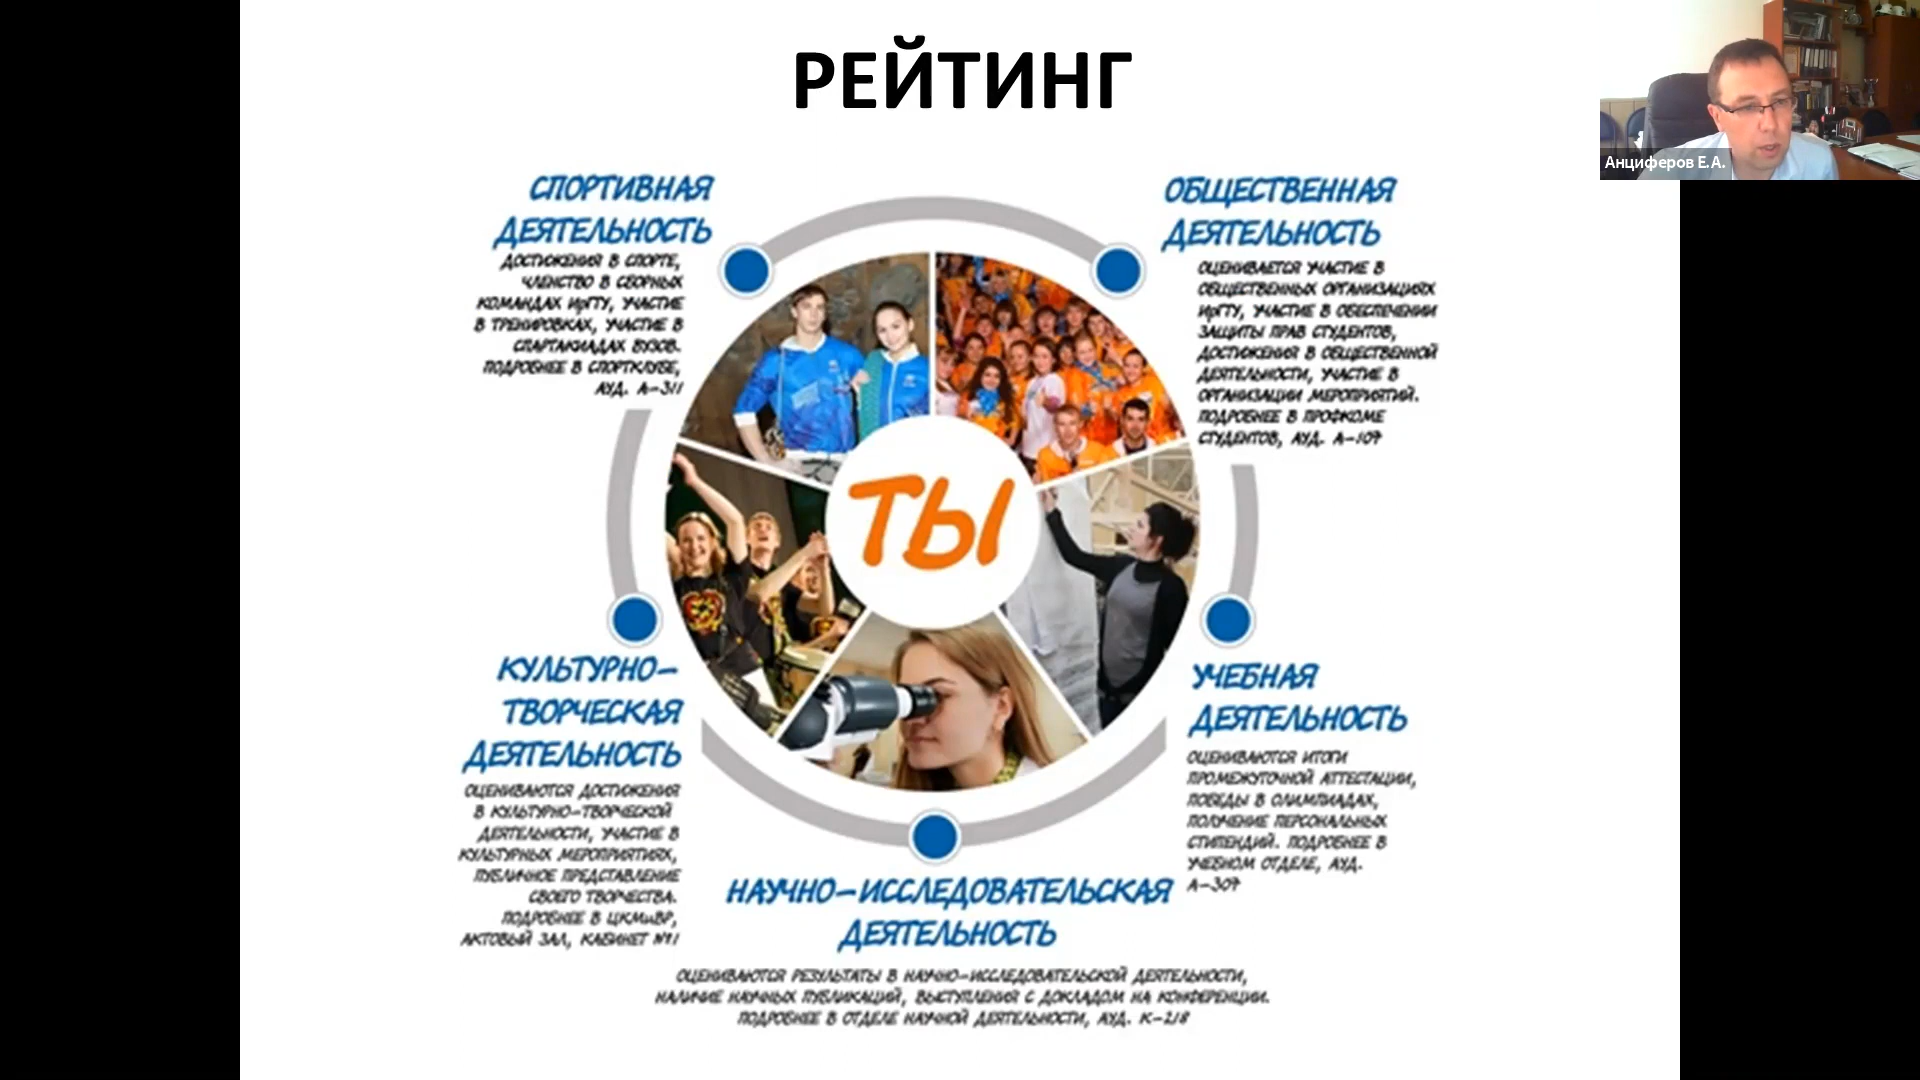 РЕЙТИНГ
Анциферов Е.А.
СПОРТИВНАЯ
ДЕЯТЕЛЬНОСТЬ
ДОСТИЖЕНИЯ В СПОРТЕ,
ЧЛЕНСТВО В СБОРНЫХ
КОМАНДАХ ИрГТУ, УЧАСТИЕ
В ТРЕНИРОВКАХ, УЧАСТИЕ В
СПАРТАКИАДАХ ВУЗОВ.
ПОДРОБНЕЕ В СПОРТКЛУБЕ,
АУД. А-311
ОБЩЕСТВЕННАЯ
ДЕЯТЕЛЬНОСТЬ
ОЦЕНИВАЕТСЯ УЧАСТИЕ В
ОБЩЕСТВЕННЫХ ОРГАНИЗАЦИЯХ
ИрГТУ, УЧАСТИЕ В ОБЕСПЕЧЕНИИ
ЗАЩИТЫ ПРАВ СТУДЕНТОВ,
ДОСТИЖЕНИЯ В ОБЩЕСТВЕННОЙ
ДЕЯТЕЛЬНОСТИ, УЧАСТИЕ В
ОРГАНИЗАЦИИ МЕРОПРИЯТИЙ.
ПОДРОБНЕЕ В ПРОФКОМЕ
СТУДЕНТОВ, АУД. А-107
ТЫ
КУЛЬТУРНО-
ТВОРЧЕСКАЯ
ДЕЯТЕЛЬНОСТЬ
ОЦЕНИВАЮТСЯ ДОСТИЖЕНИЯ
В КУЛЬТУРНО-ТВОРЧЕСКОЙ
ДЕЯТЕЛЬНОСТИ, УЧАСТИЕ В
КУЛЬТУРНЫХ МЕРОПРИЯТИЯХ,
ПУБЛИЧНОЕ ПРЕДСТАВЛЕНИЕ
СВОЕГО ТВОРЧЕСТВА.
ПОДРОБНЕЕ В ЦКМиВР,
АКТОВЫЙ ЗАЛ, КАБИНЕТ №1
УЧЕБНАЯ
ДЕЯТЕЛЬНОСТЬ
ОЦЕНИВАЮТСЯ ИТОГИ
ПРОМЕЖУТОЧНОЙ АТТЕСТАЦИИ,
ПОБЕДЫ В ОЛИМПИАДАХ,
ПОЛУЧЕНИЕ ПЕРСОНАЛЬНЫХ
СТИПЕНДИЙ. ПОДРОБНЕЕ В
УЧЕБНОМ ОТДЕЛЕ, АУД.
А-307
НАУЧНО-ИССЛЕДОВАТЕЛЬСКАЯ
ДЕЯТЕЛЬНОСТЬ
ОЦЕНИВАЮТСЯ РЕЗУЛЬТАТЫ В НАУЧНО-ИССЛЕДОВАТЕЛЬСКОЙ ДЕЯТЕЛЬНОСТИ,
НАЛИЧИЕ НАУЧНЫХ ПУБЛИКАЦИЙ, ВЫСТУПЛЕНИЯ С ДОКЛАДОМ НА КОНФЕРЕНЦИИ.
ПОДРОБНЕЕ В ОТДЕЛЕ НАУЧНОЙ ДЕЯТЕЛЬНОСТИ, АУД. К-218